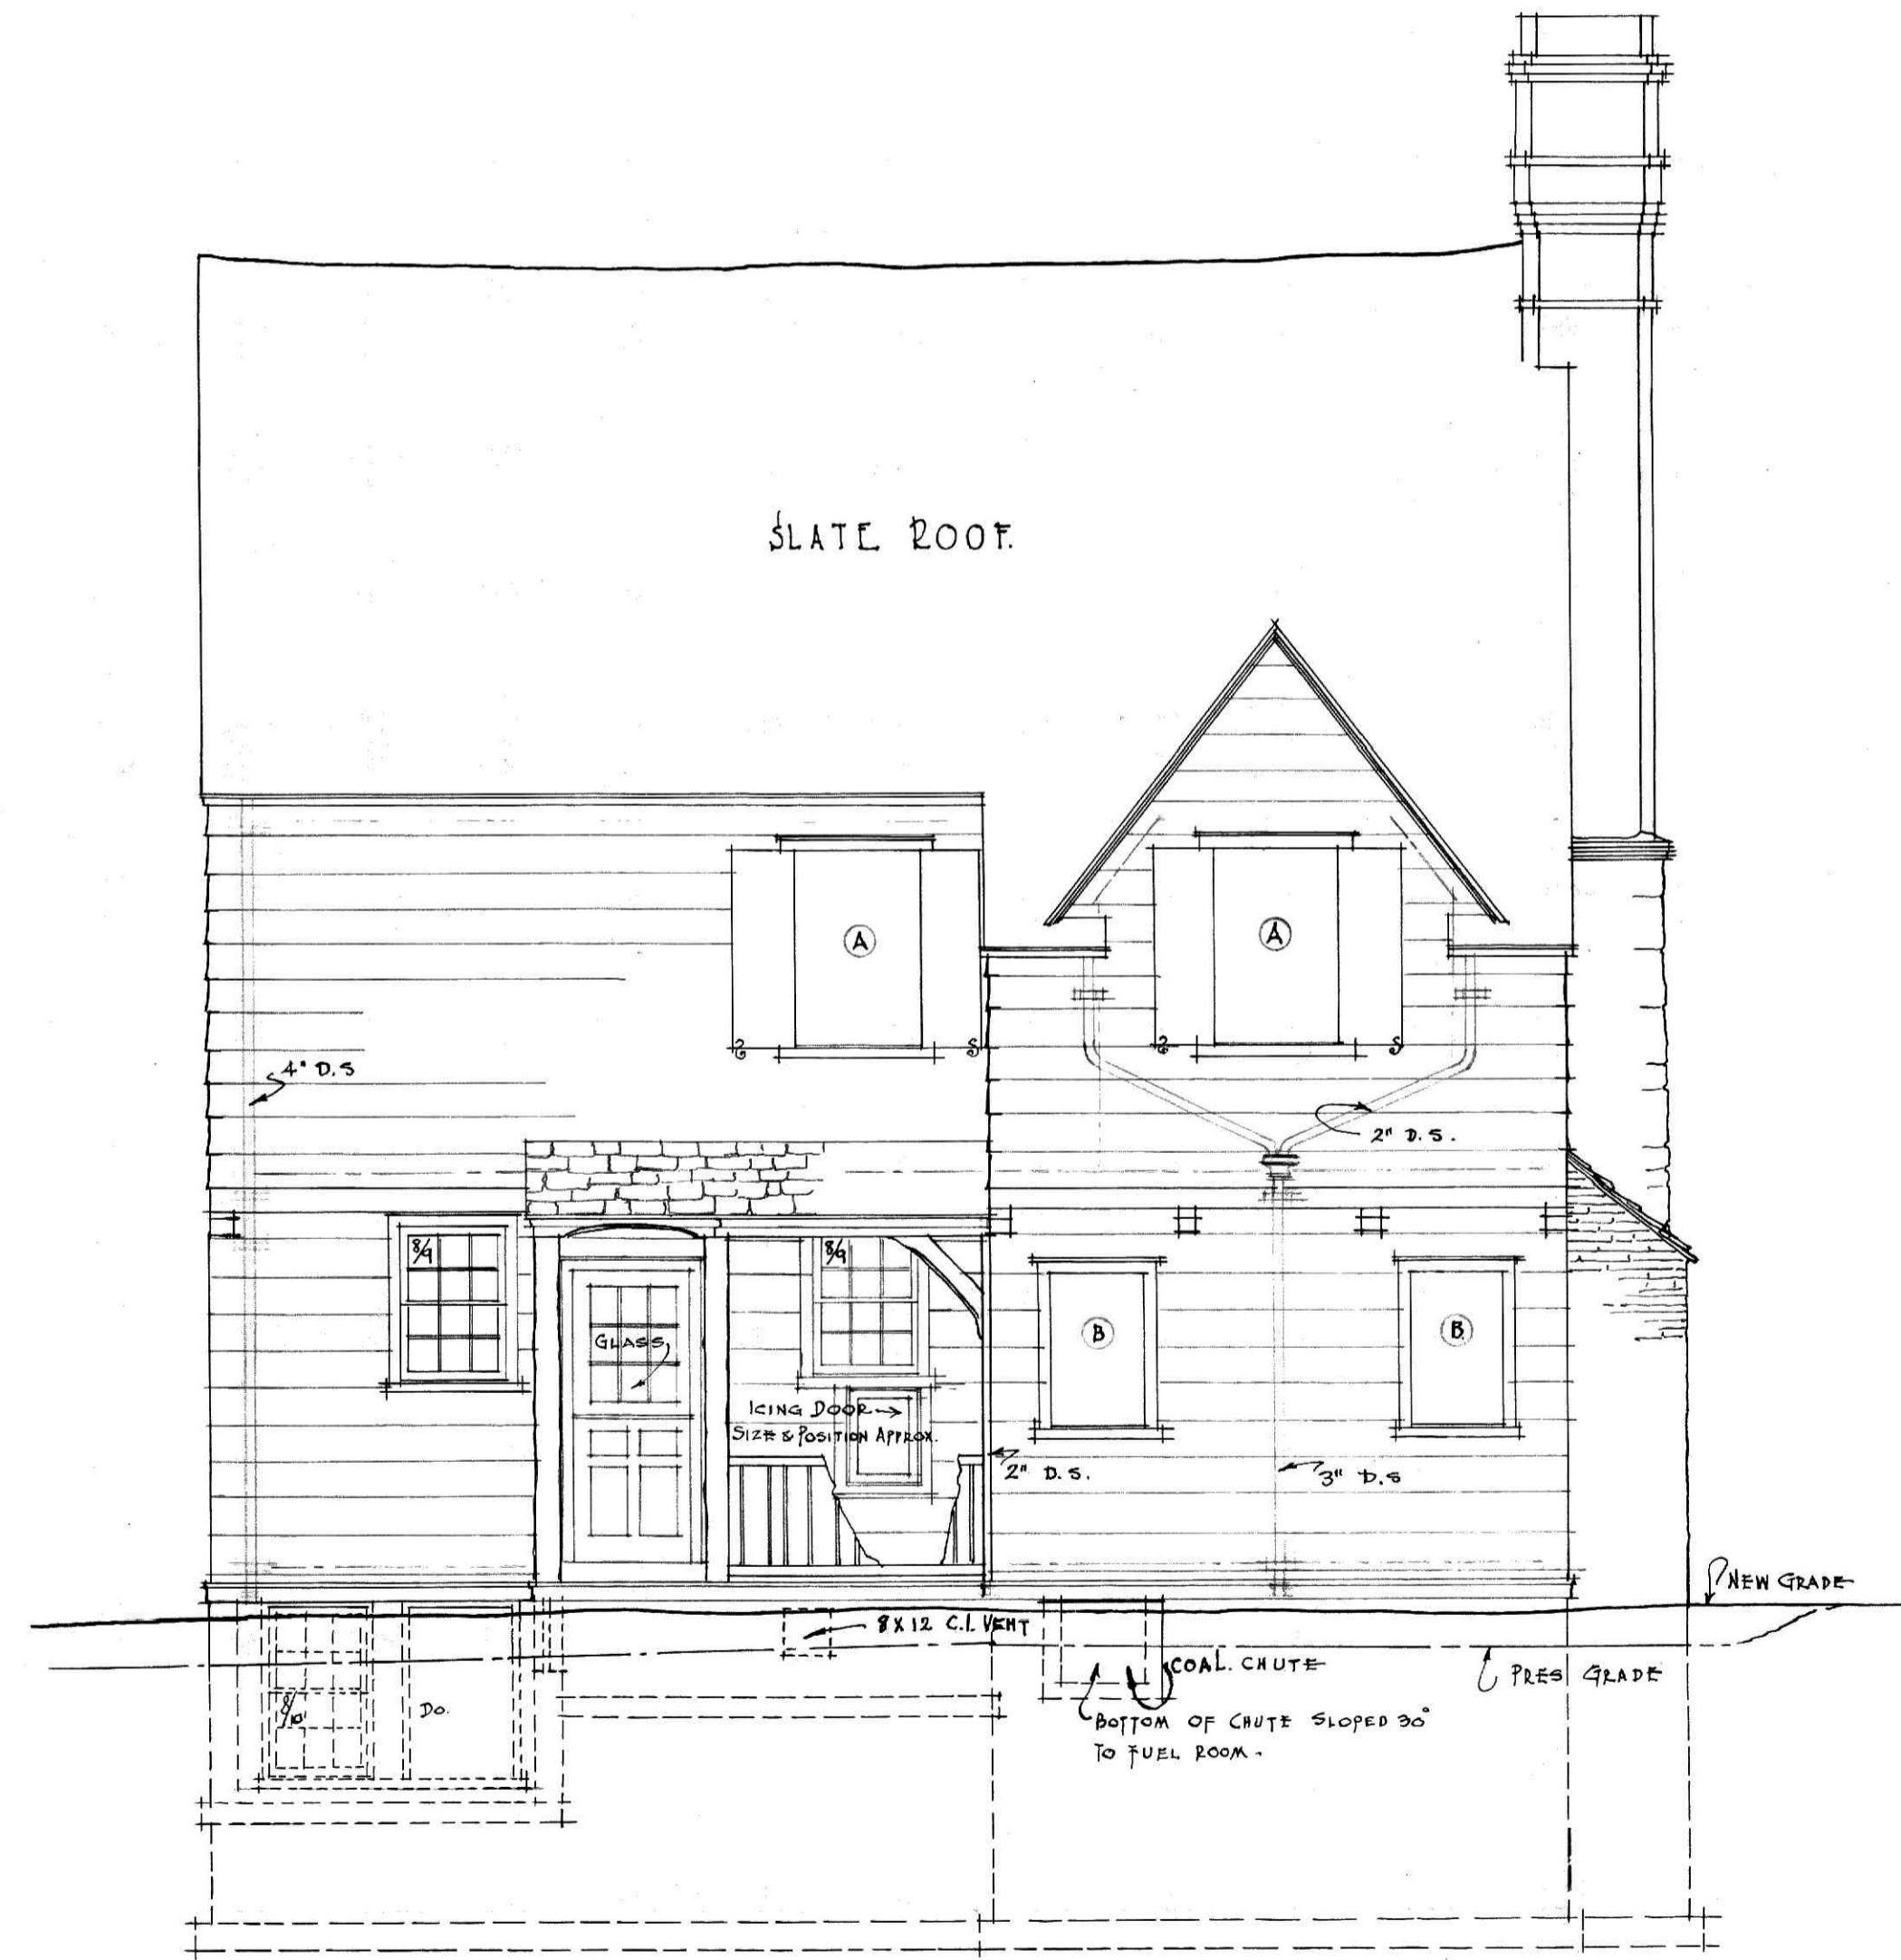 SLATE ROOF.
A
A
4" D.S
2" D.S.
8/9
8/9
GLASS
B
B.
ICING DOOR→
SIZE & POSITION APPROX.
2" D.S.
3" D.S
NEW GRADE
8 X 12 C.I. VENT
COAL. CHUTE
PRES GRADE
8/10
DO.
BOTTOM OF CHUTE SLOPED 30°
TO FUEL ROOM.